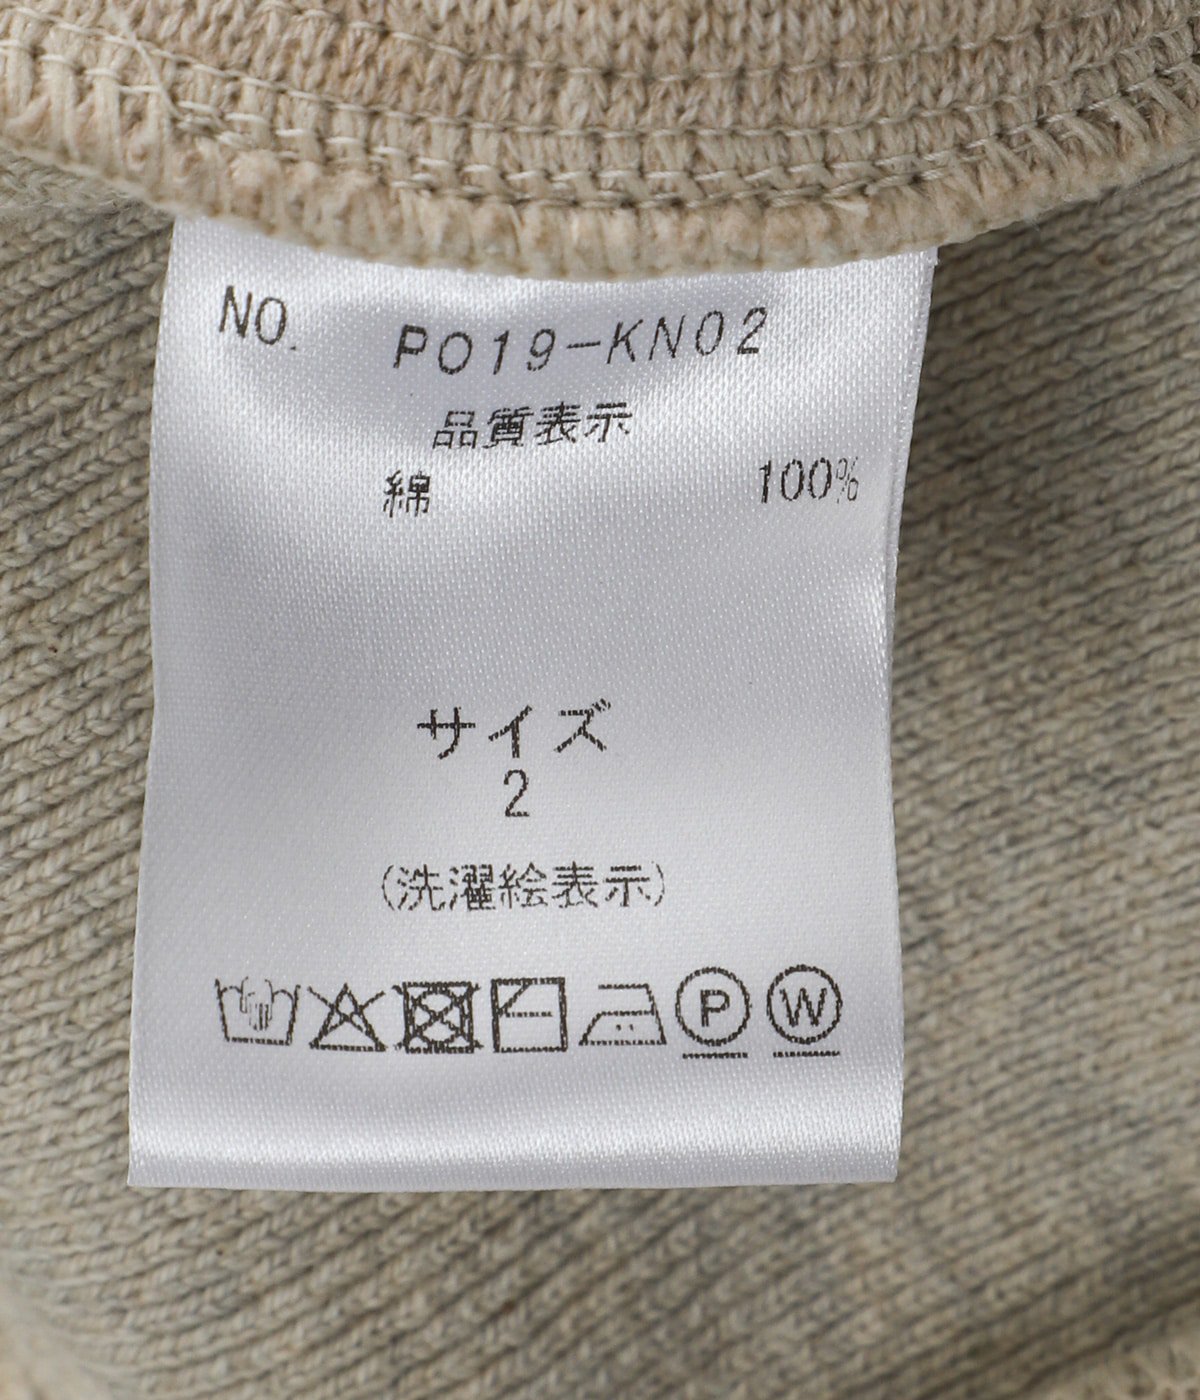 NO. PO19-KN02
品質表示
綿 100%
サイズ
2
(洗濯絵表示)
P W